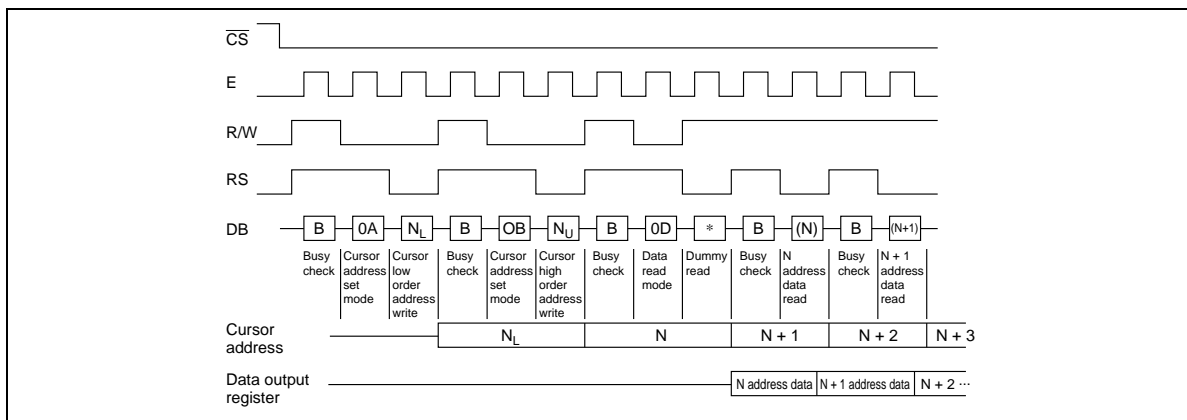 CS
E
R/W
RS
DB B 0A NL B OB NU B 0D * B (N) B (N+1)
Busy check Cursor address set mode Cursor low order address write Busy check Cursor address set mode Cursor high order address write Busy check Data read mode Dummy read Busy check N address data read Busy check N + 1 address data read
Cursor address NL N N + 1 N + 2 N + 3
Data output register N address data N + 1 address data N + 2 ···